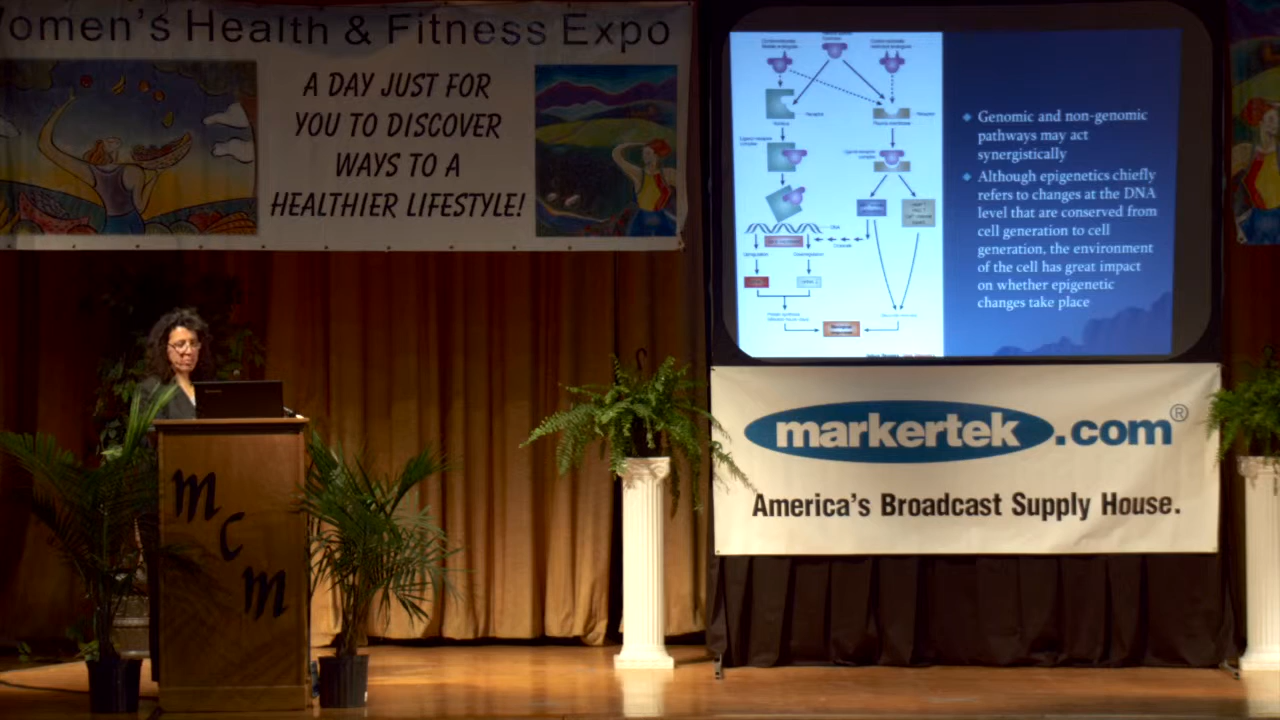 omen's Health & Fitness Expo
A DAY JUST FOR
YOU TO DISCOVER
WAYS TO A
HEALTHIER LIFESTYLE!
Genomic and non-genomic
pathways may act
synergistically
Although epigenetics chiefly
refers to changes at the DNA
level that are conserved from
cell generation to cell
generation, the environment
of the cell has great impact
on whether epigenetic
changes take place
markertek.com®
America's Broadcast Supply House.
m
c
m